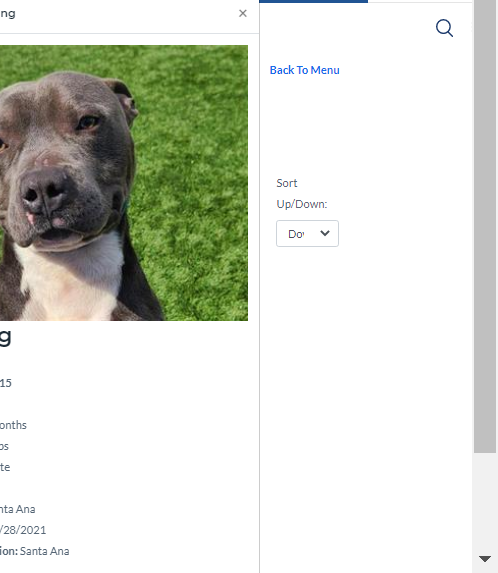 ng
×
Back To Menu
Sort
Up/Down:
Do
g
15
onths
os
te
nta Ana
/28/2021
ion: Santa Ana